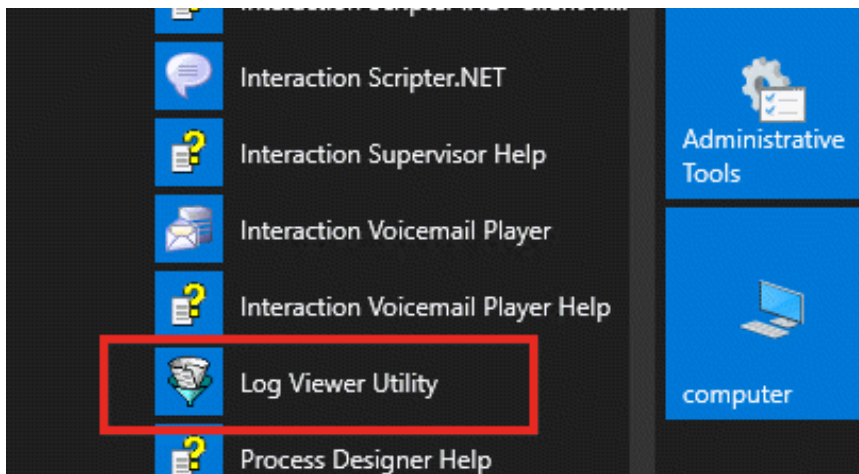 Interaction Scripter.NET
Interaction Supervisor Help
Interaction Voicemail Player
Interaction Voicemail Player Help
Log Viewer Utility
Process Designer Help
Administrative
Tools
computer